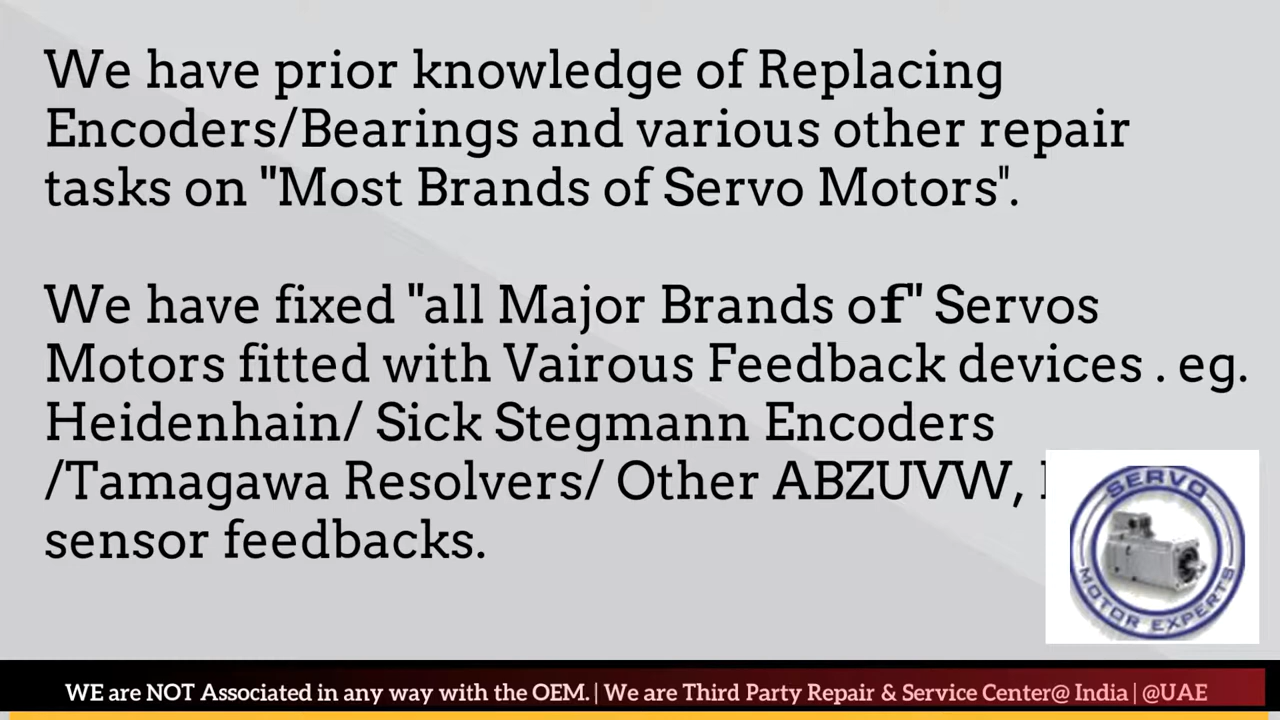 We have prior knowledge of Replacing
Encoders/Bearings and various other repair
tasks on "Most Brands of Servo Motors".
We have fixed "all Major Brands of" Servos
Motors fitted with Vairous Feedback devices . eg.
Heidenhain/ Sick Stegmann Encoders
/Tamagawa Resolvers/ Other ABZUVW,
sensor feedbacks.
SERVO
MOTOR EXPERTS
WE are NOT Associated in any way with the OEM. | We are Third Party Repair & Service Center@ India | @UAE